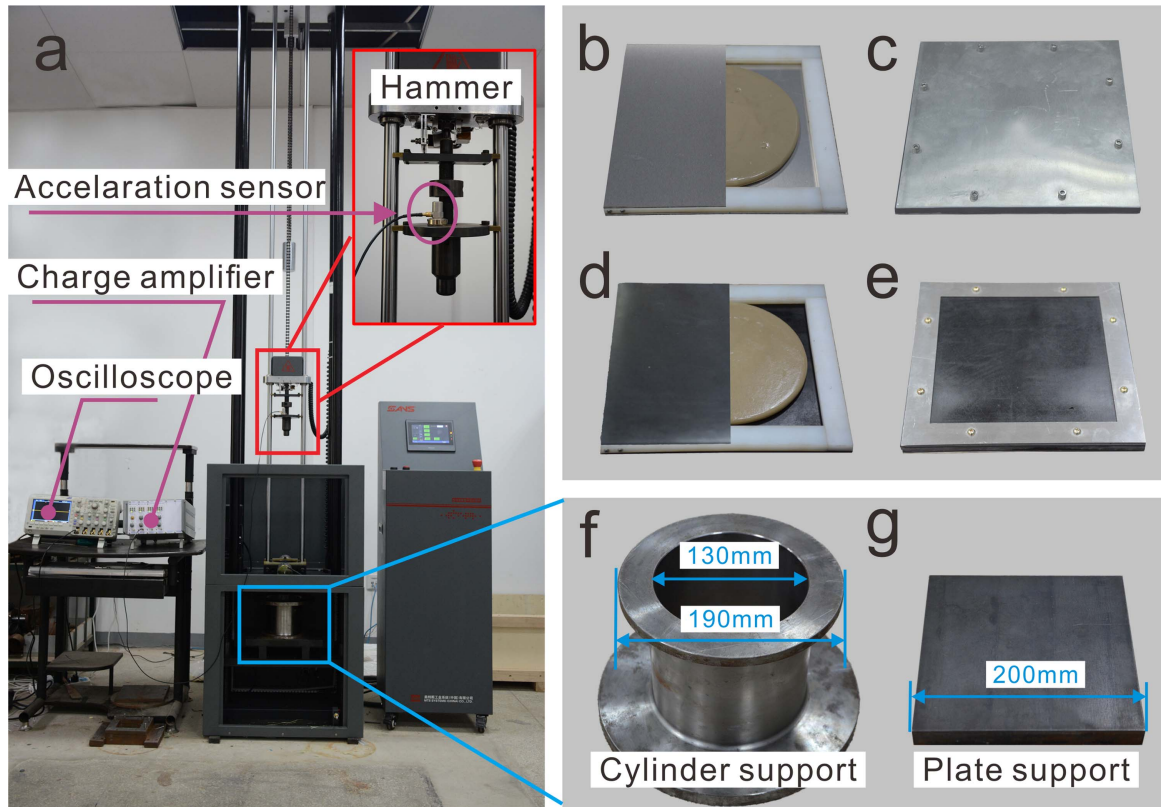 a
Hammer
Accelaration sensor
Charge amplifier
Oscilloscope
SANS
b
c
d
e
f
130mm
190mm
Cylinder support
g
200mm
Plate support